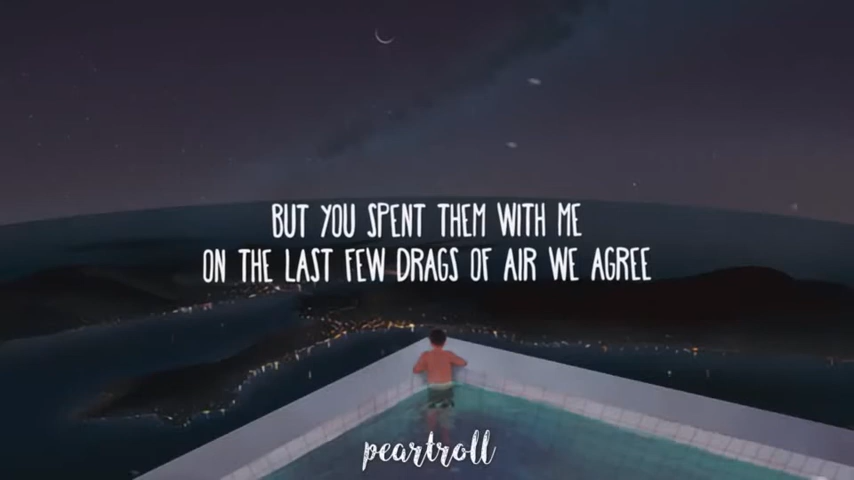 BUT YOU SPENT THEM WITH ME
ON THE LAST FEW DRAGS OF AIR WE AGREE
peartroll